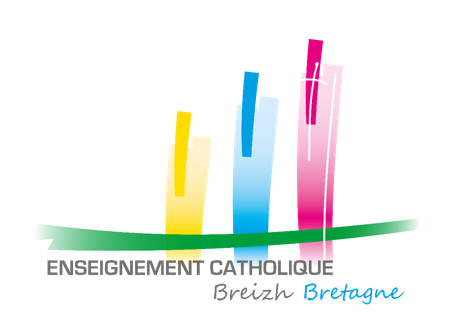 ENSEIGNEMENT CATHOLIQUE
Breizh Bretagne